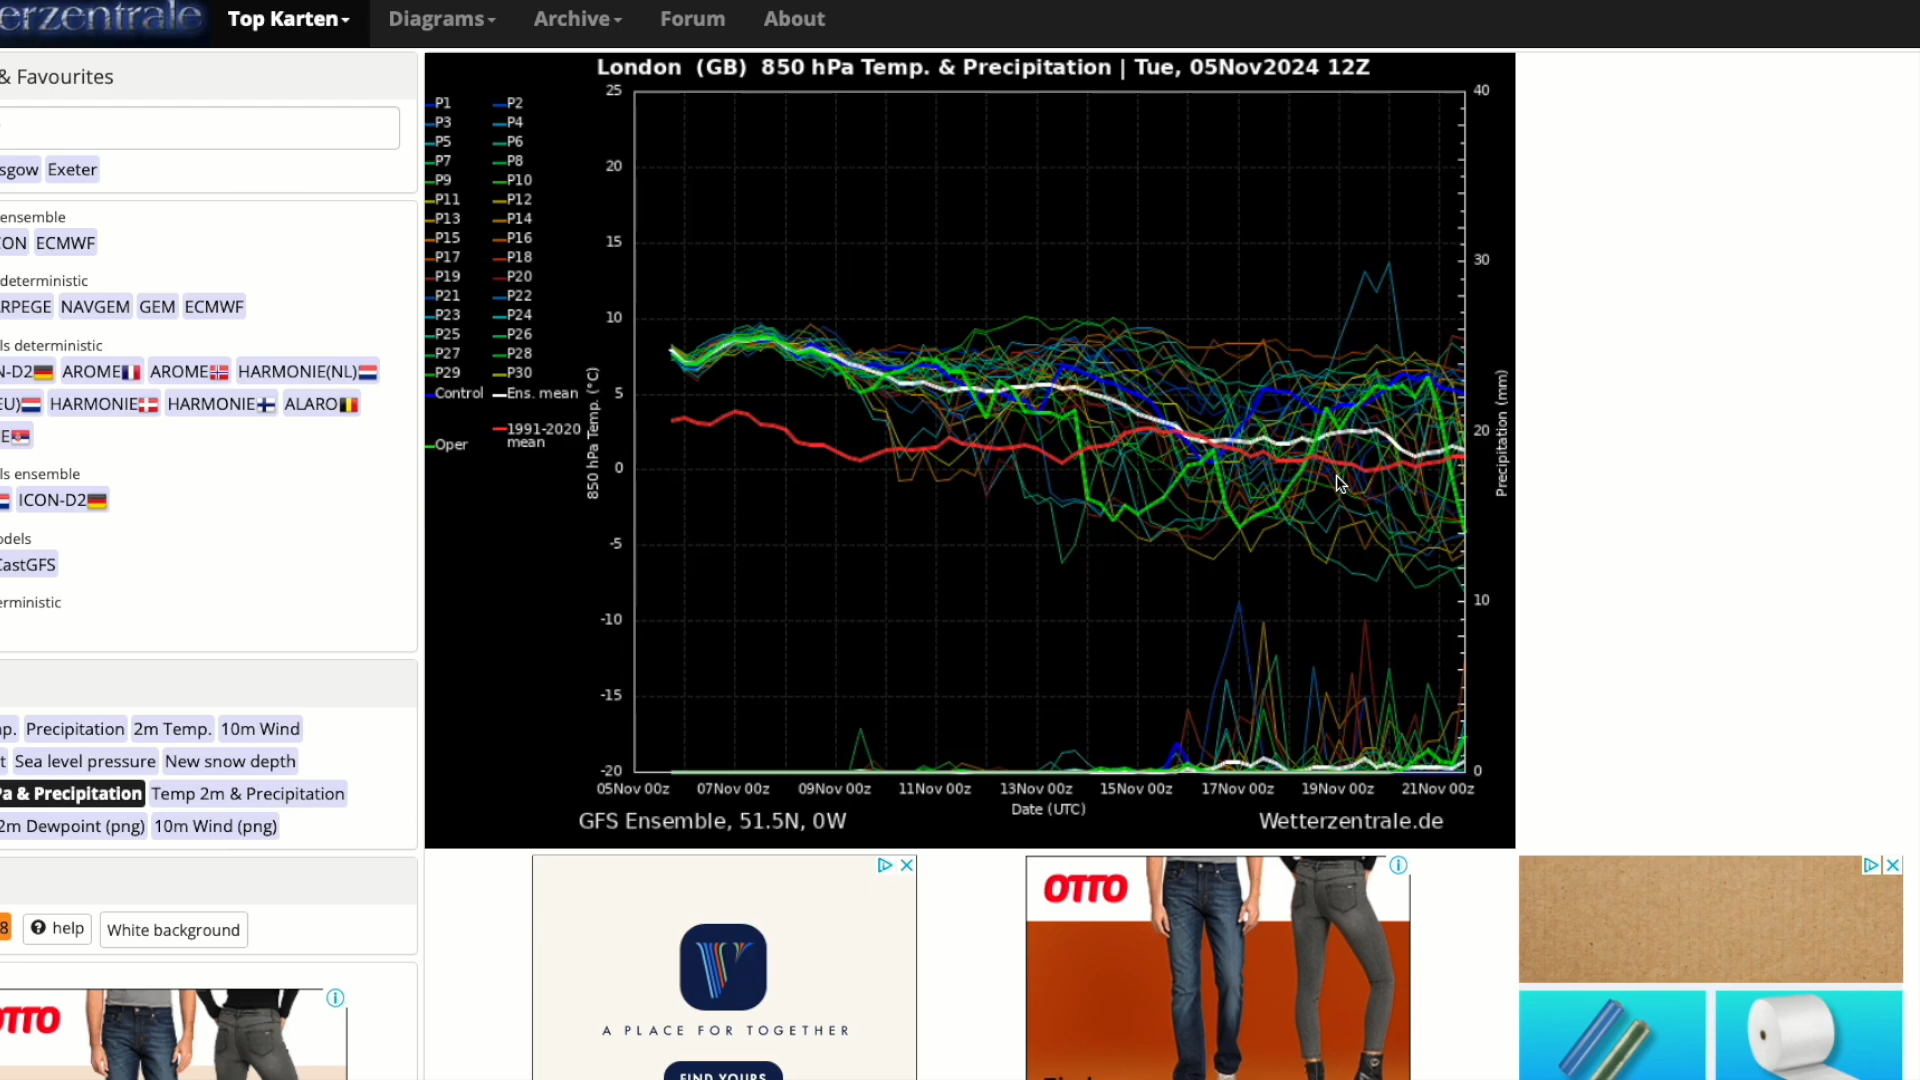 erzentrale Top Karten Diagrams Archive Forum About
& Favourites
sgow Exeter
ensemble
ON ECMWF
deterministic
RPEGE NAVGEM GEM ECMWF
ls deterministic
N-D2 AROME AROME HARMONIE(NL)
EU) HARMONIE HARMONIE ALARO
E
ls ensemble
ICON-D2
odels
CastGFS
erministic
p. Precipitation 2m Temp. 10m Wind
t Sea level pressure New snow depth
Pa & Precipitation Temp 2m & Precipitation
2m Dewpoint (png) 10m Wind (png)
8 help White background
OTTO
London (GB) 850 hPa Temp. & Precipitation | Tue, 05Nov2024 12Z
P1 P2
P3 P4
P5 P6
P7 P8
P9 P10
P11 P12
P13 P14
P15 P16
P17 P18
P19 P20
P21 P22
P23 P24
P25 P26
P27 P28
P29 P30
Control Ens. mean
1991-2020
mean
Oper
850 hPa Temp. (°C)
25
20
15
10
5
0
-5
-10
-15
-20
40
30
20
10
0
Precipitation (mm)
05Nov 00z 07Nov 00z 09Nov 00z 11Nov 00z 13Nov 00z 15Nov 00z 17Nov 00z 19Nov 00z 21Nov 00z
Date (UTC)
GFS Ensemble, 51.5N, 0W Wetterzentrale.de
A PLACE FOR TOGETHER
FIND YOURS
OTTO